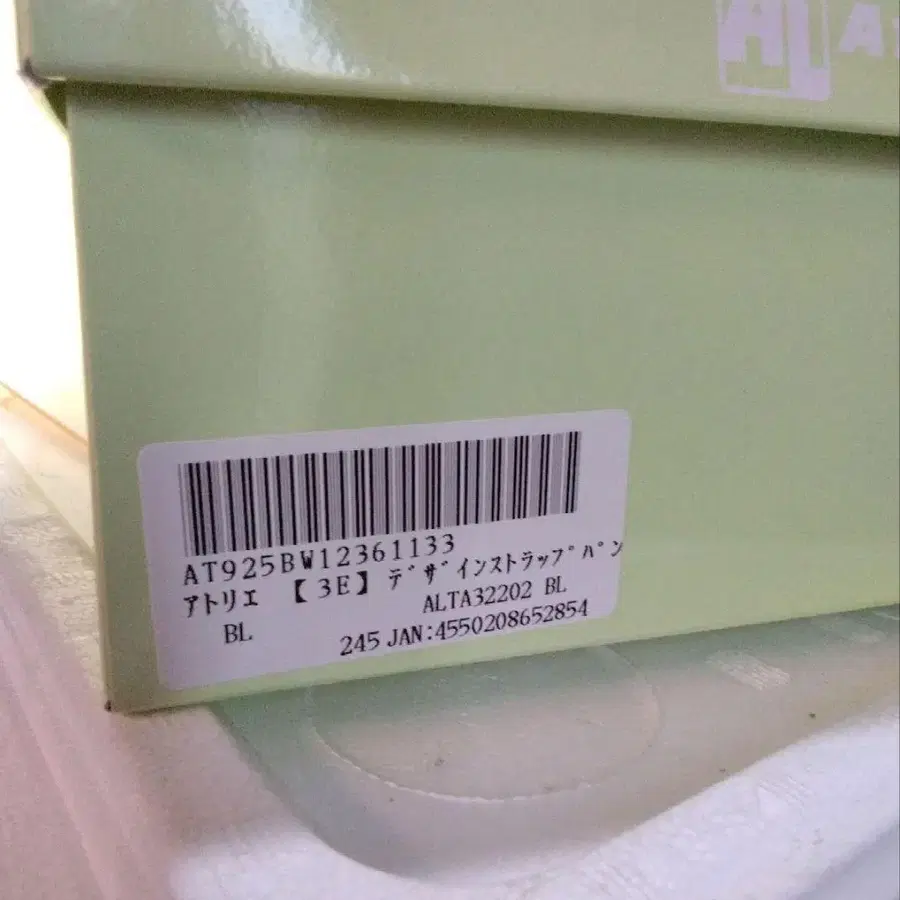 AL
AT925BW12361133
アトリエ 【3E】 ﾃﾞｻﾞインストラップﾟパン
ALTA32202 BL
BL
245 JAN:4550208652854